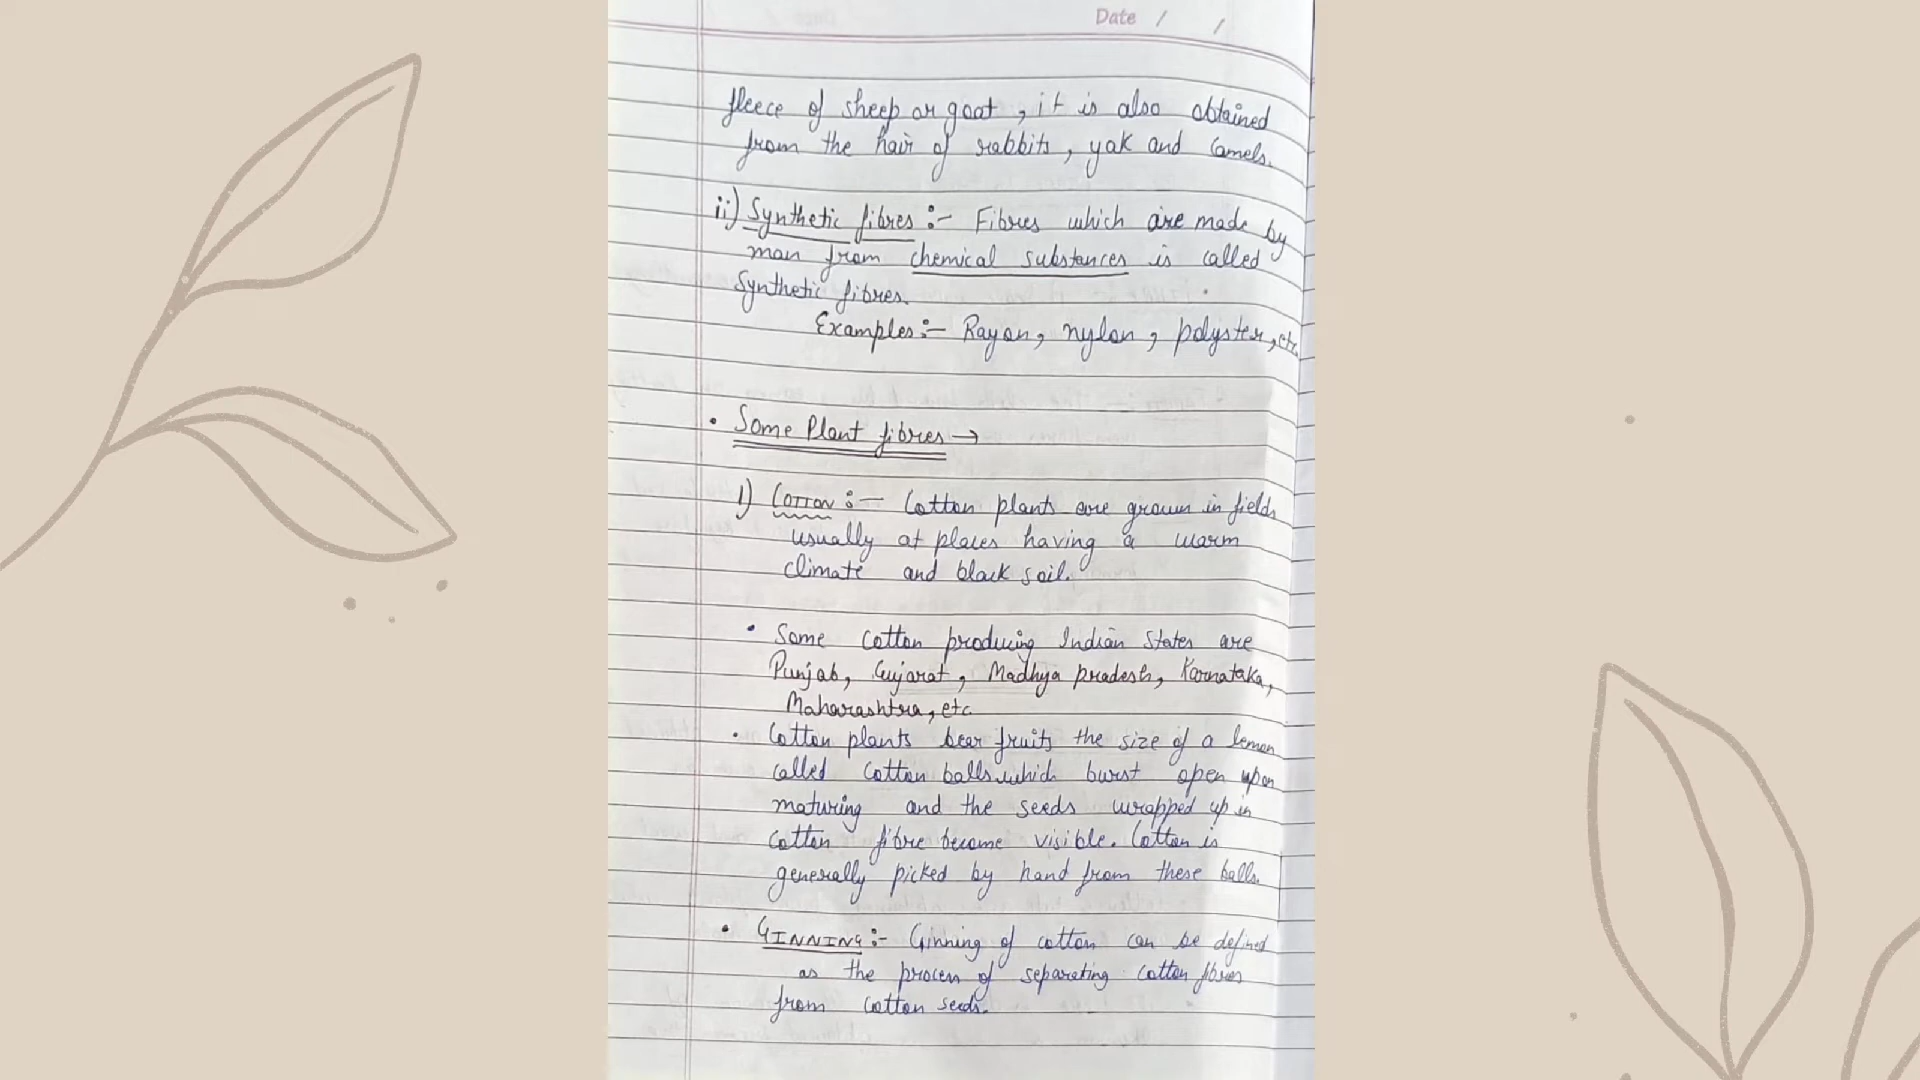 Date / /
fleece of sheep or goat, it is also obtained
from the hair of rabbits, yak and camels.
ii) Synthetic fibres :- Fibres which are made by
man from chemical substances is called
Synthetic fibres.
Examples :- Rayon, nylon, polyster, etc.
• Some Plant fibres →
1) COTTON :- Cotton plants are grown in fields
usually at places having a warm
climate and black soil.
• Some cotton producing Indian States are
Punjab, Gujarat, Madhya pradesh, Karnataka,
Maharashtra, etc.
• Cotton plants bear fruits the size of a lemon
called cotton balls which burst open upon
maturing and the seeds wrapped up in
cotton fibre become visible. Cotton is
generally picked by hand from these balls.
• GINNING :- Ginning of cotton can be defined
as the process of separating cotton fibres
from cotton seeds.